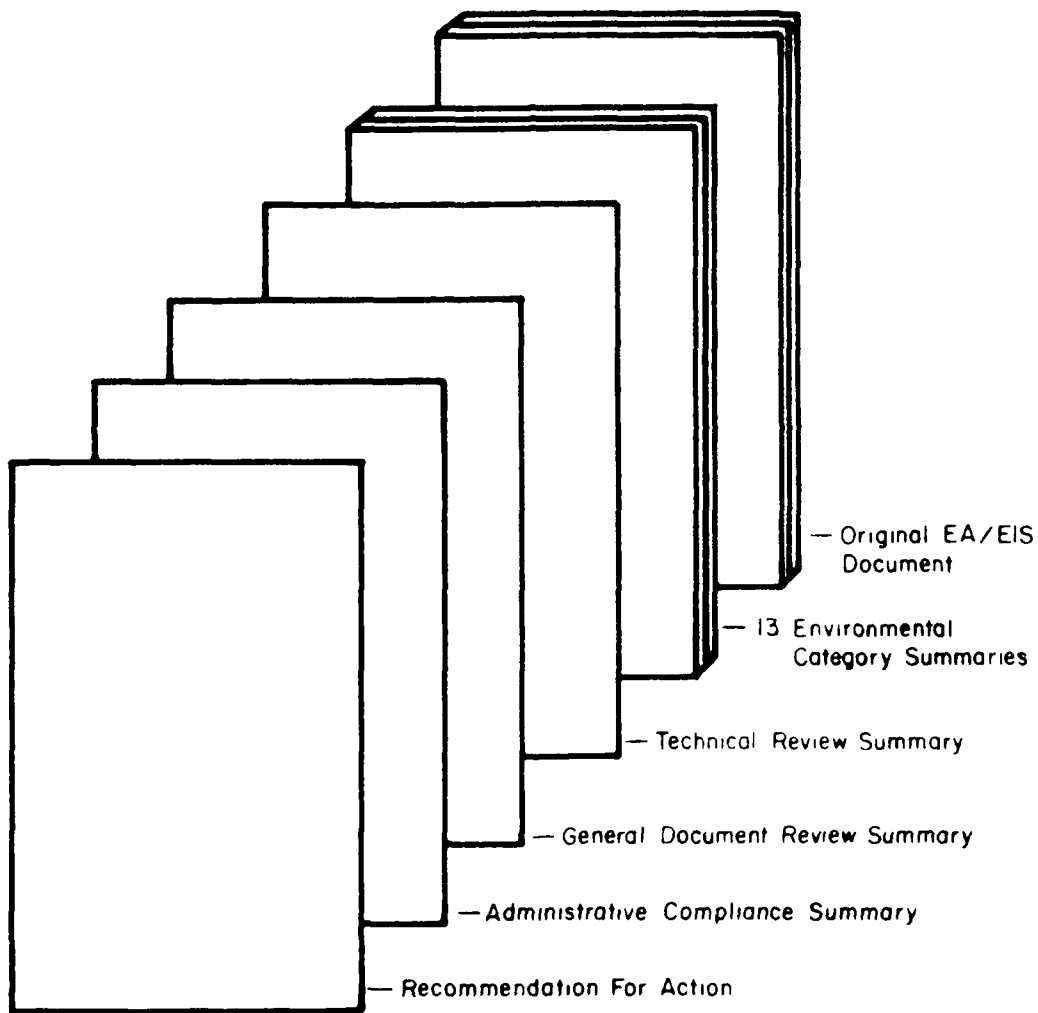 — Original EA/EIS
Document
— 13 Environmental
Category Summaries
— Technical Review Summary
— General Document Review Summary
— Administrative Compliance Summary
— Recommendation For Action